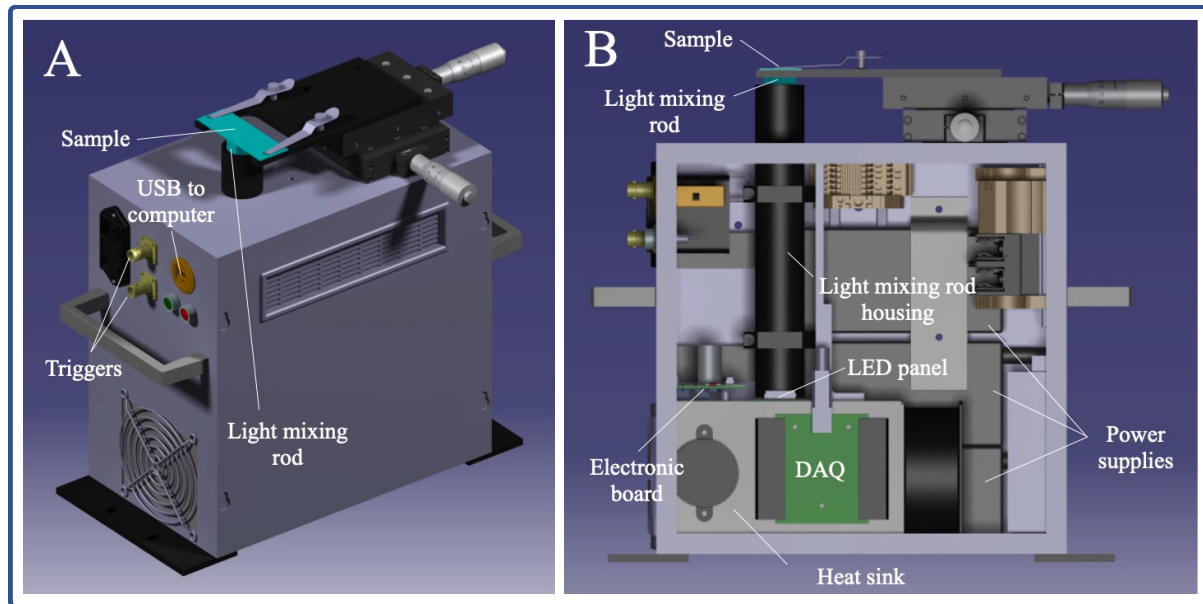 A
Sample
USB to
computer
Triggers
Light mixing
rod
B
Sample
Light mixing
rod
Light mixing rod
housing
LED panel
Electronic
board
DAQ
Power
supplies
Heat sink